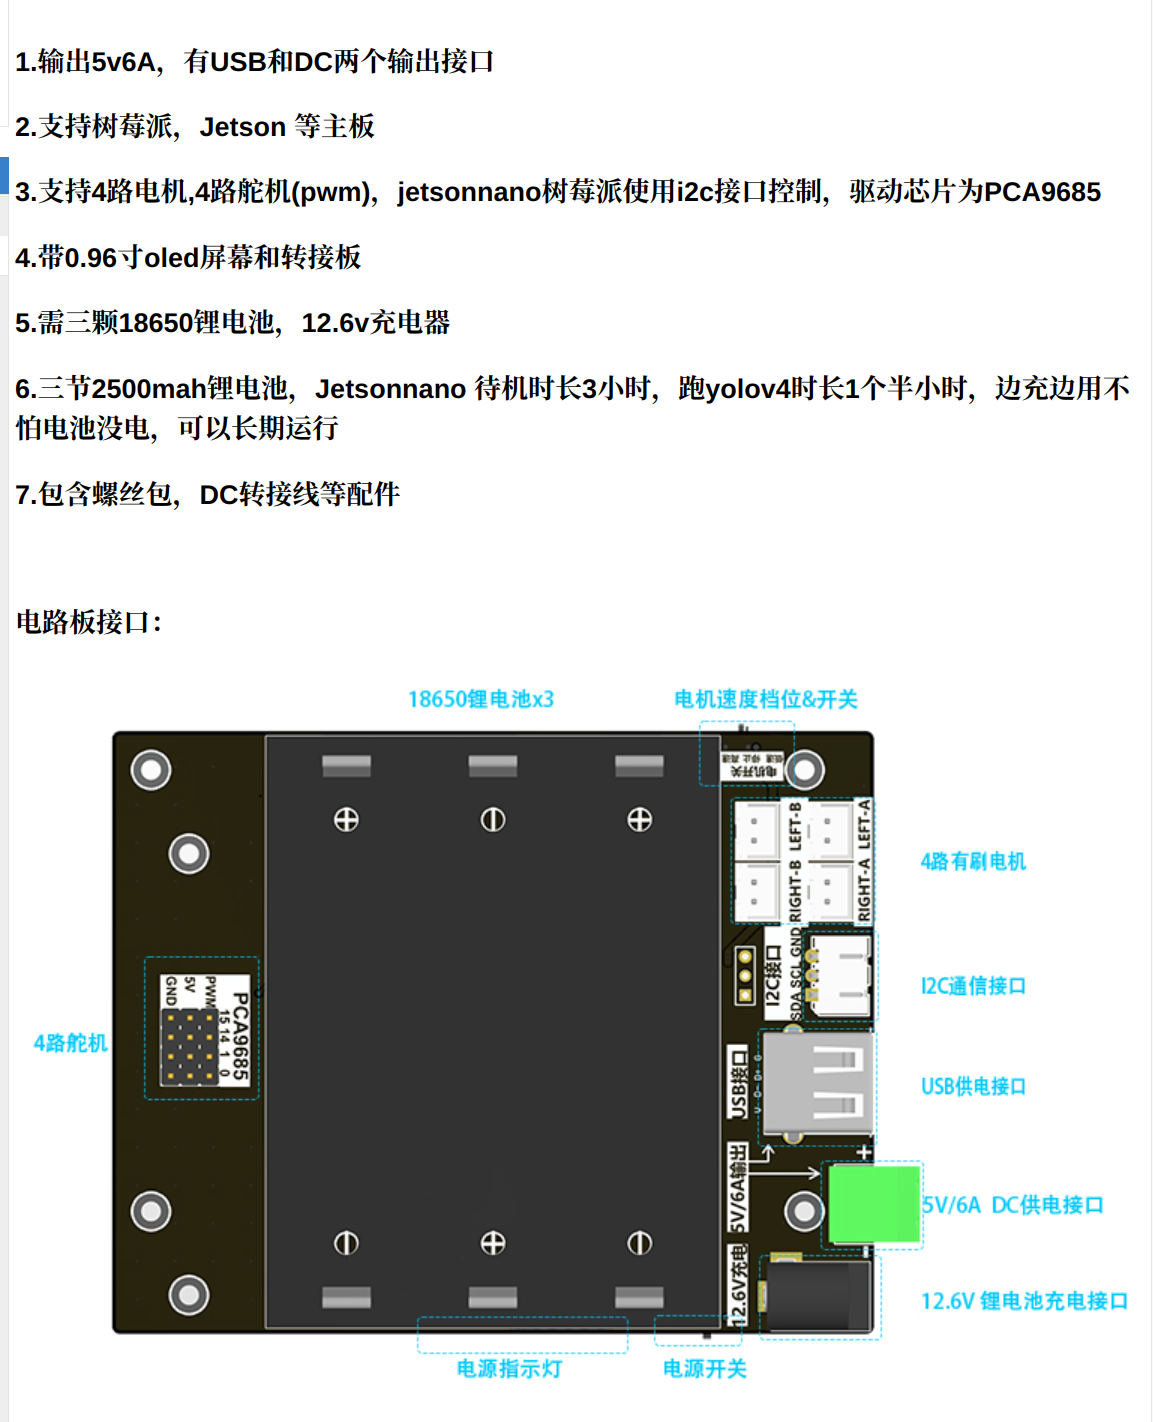 1.输出5v6A，有USB和DC两个输出接口
2.支持树莓派，Jetson 等主板
3.支持4路电机,4路舵机(pwm)，jetsonnano树莓派使用i2c接口控制，驱动芯片为PCA9685
4.带0.96寸oled屏幕和转接板
5.需三颗18650锂电池，12.6v充电器
6.三节2500mah锂电池，Jetsonnano 待机时长3小时，跑yolov4时长1个半小时，边充边用不
怕电池没电，可以长期运行
7.包含螺丝包，DC转接线等配件
电路板接口：
18650锂电池x3
电机速度档位&开关
低速 停止 高速
电机开关
LEFT-B
LEFT-A
RIGHT-B
RIGHT-A
4路有刷电机
I2C接口
SDA SCL GND
I2C通信接口
GND
5V
PWM
15 14 1 0
PCA9685
4路舵机
USB接口
USB供电接口
5V/6A输出
+
5V/6A DC供电接口
12.6V充电
12.6V 锂电池充电接口
电源指示灯
电源开关